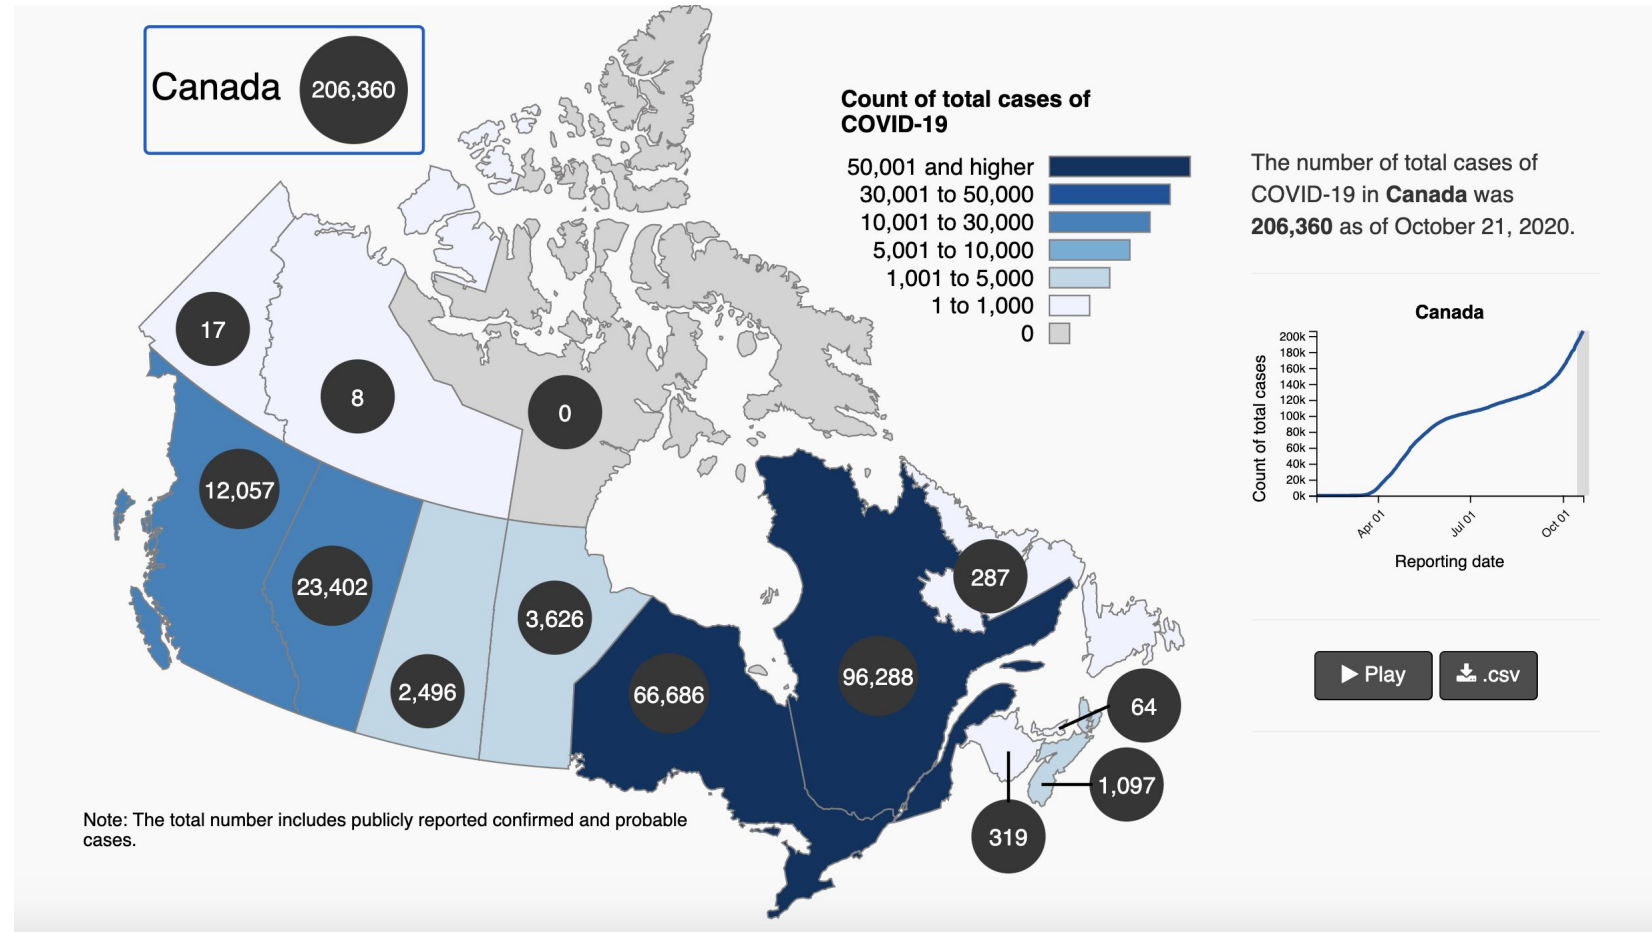 Canada 206,360
Count of total cases of
COVID-19
50,001 and higher
30,001 to 50,000
10,001 to 30,000
5,001 to 10,000
1,001 to 5,000
1 to 1,000
0
17
8
0
12,057
23,402
2,496
3,626
66,686
96,288
287
64
1,097
319
Note: The total number includes publicly reported confirmed and probable
cases.
The number of total cases of
COVID-19 in Canada was
206,360 as of October 21, 2020.
Canada
Count of total cases
200k
180k
160k
140k
120k
100k
80k
60k
40k
20k
0k
Apr 01
Jul 01
Oct 01
Reporting date
Play
.csv